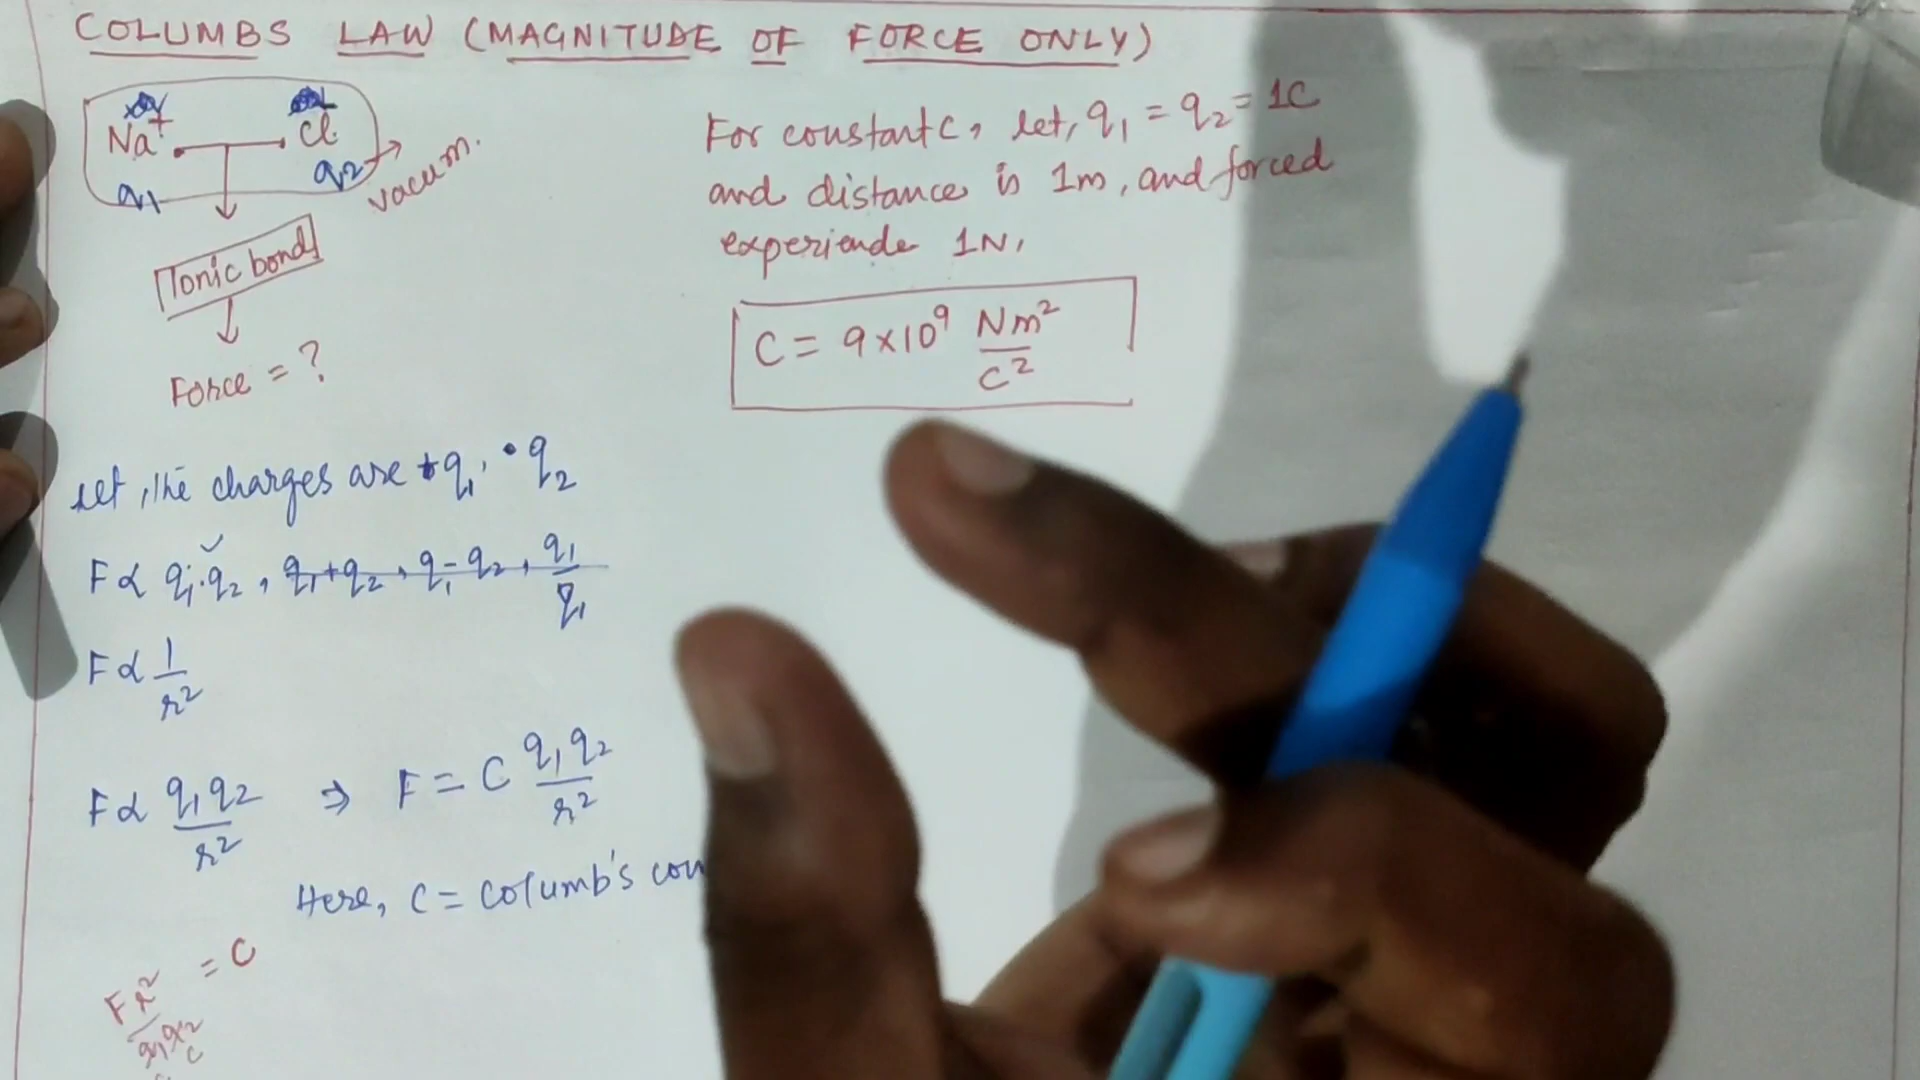 COLUMBS LAW (MAGNITUDE OF FORCE ONLY)
Na+ Cl
q1 q2
vacum.
Ionic bond
Force = ?
Let, the charges are +q1, •q2
F ∝ q1.q2, q1+q2, q1-q2, q1/q1
F ∝ 1/r²
F ∝ q1q2/r² ⇒ F = C q1q2/r²
Here, C = Columb's con
Fr²/q1q2 = C
For constant C, let, q1 = q2 = 1C
and distance is 1m, and forced
experiende 1N,
C = 9×10⁹ Nm²/C²